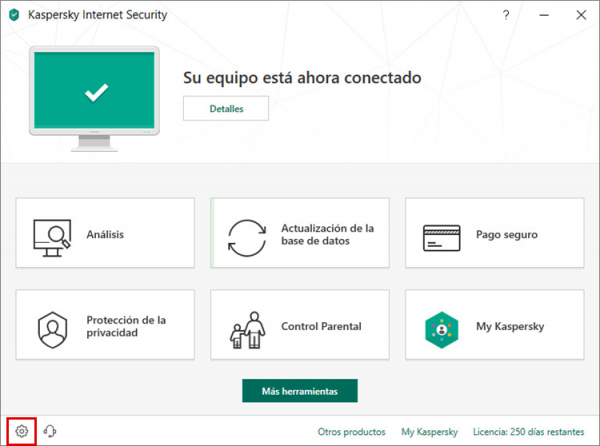 Kaspersky Internet Security
?
Su equipo está ahora conectado
Detalles
Análisis
Actualización de la
base de datos
Pago seguro
Protección de la
privacidad
Control Parental
My Kaspersky
Más herramientas
Otros productos
My Kaspersky
Licencia: 250 días restantes